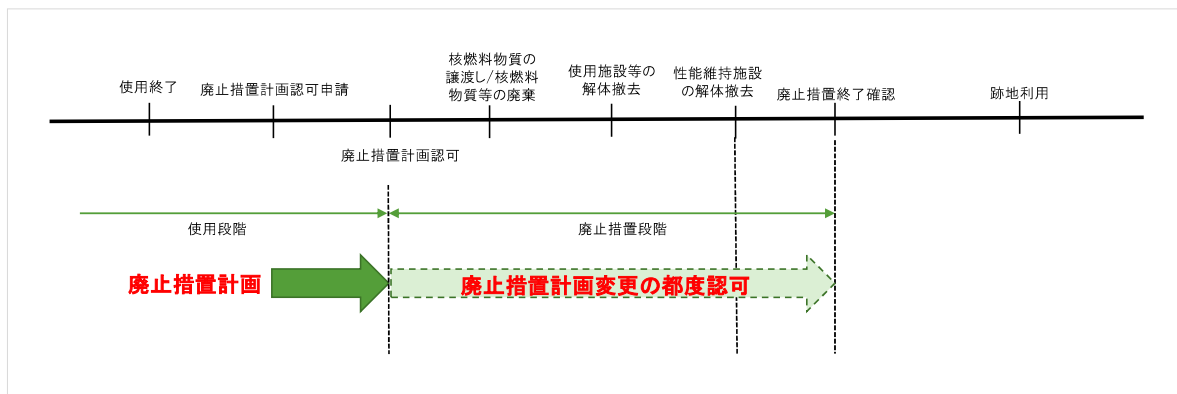 使用終了
廃止措置計画認可申請
廃止措置計画認可
核燃料物質の
譲渡し/核燃料
物質等の廃棄
使用施設等の
解体撤去
性能維持施設
の解体撤去
廃止措置終了確認
跡地利用
使用段階
廃止措置段階
廃止措置計画
廃止措置計画変更の都度認可